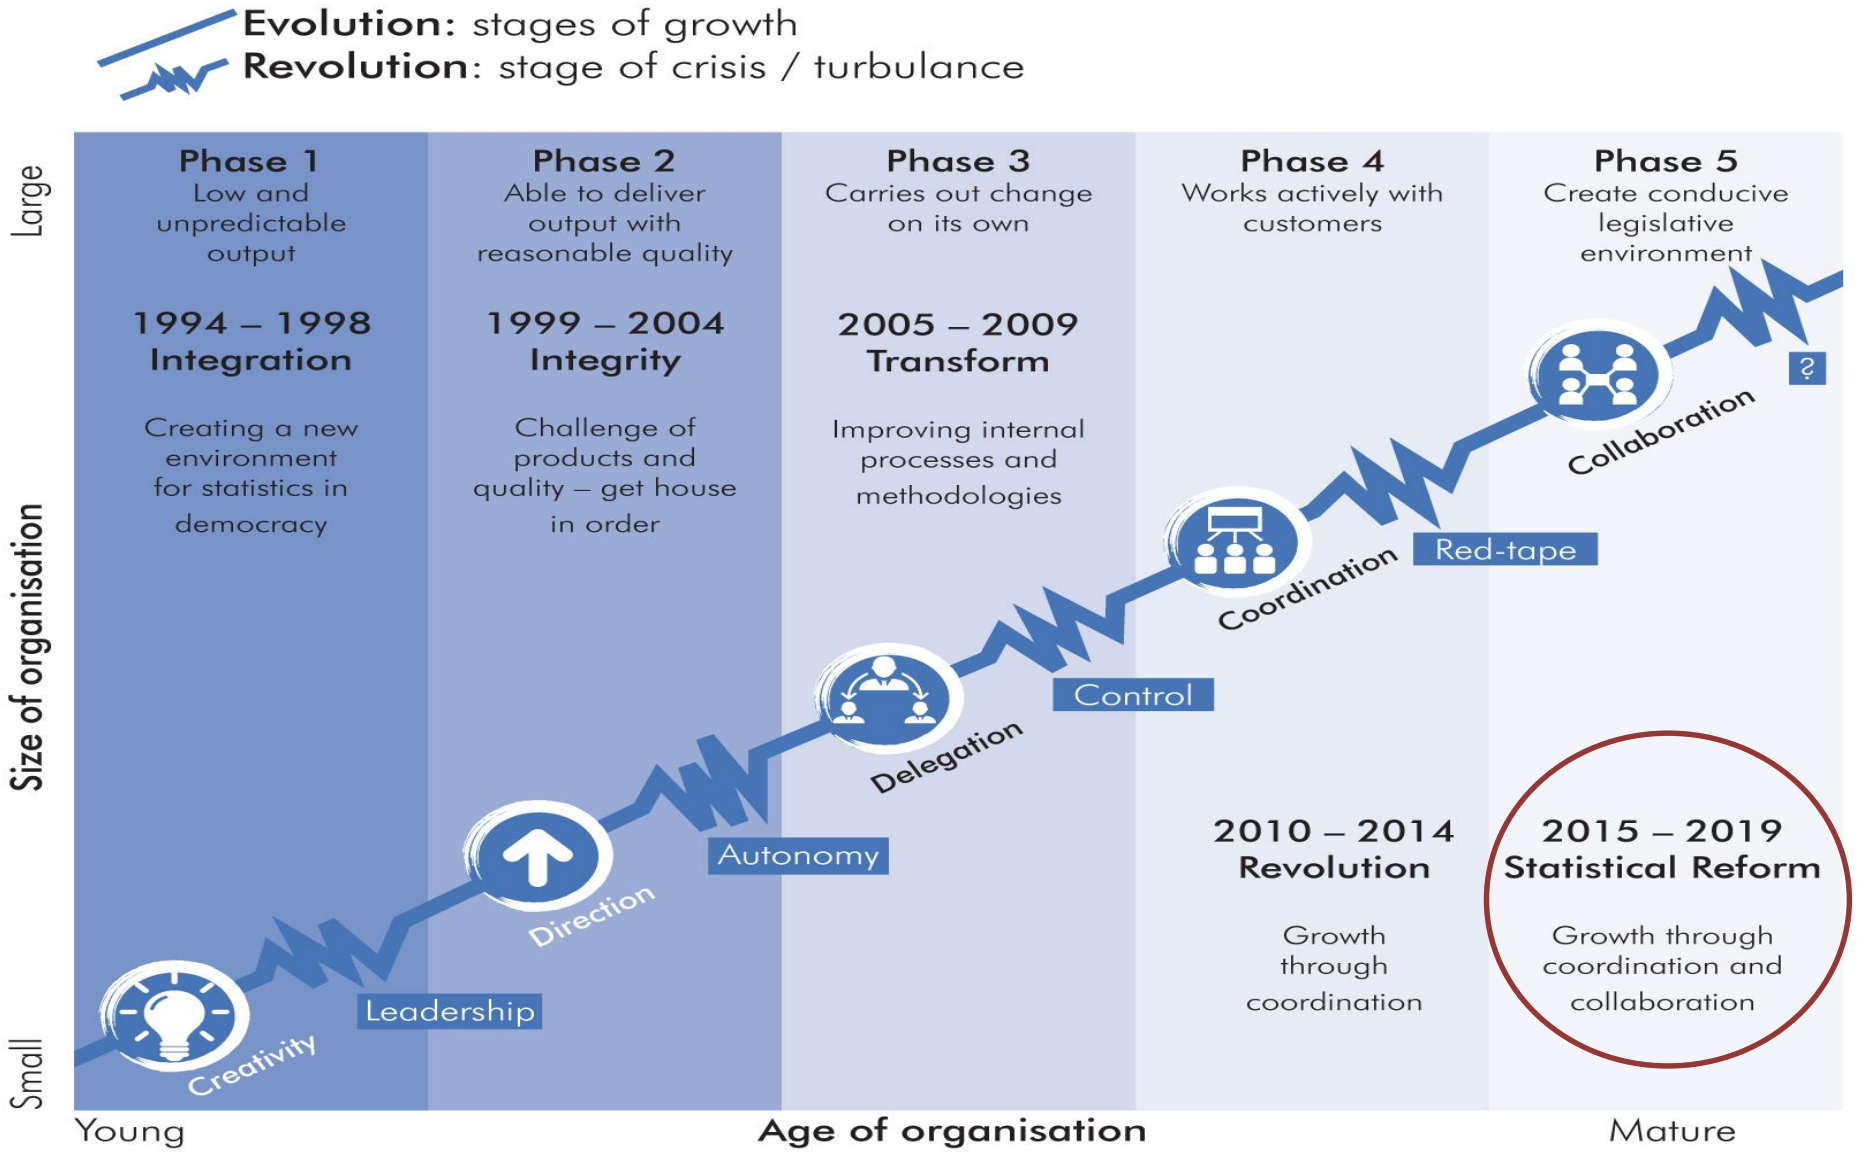 Evolution: stages of growth
Revolution: stage of crisis / turbulance
Large
Size of organisation
Small
Phase 1
Low and
unpredictable
output
1994 – 1998
Integration
Creating a new
environment
for statistics in
democracy
Phase 2
Able to deliver
output with
reasonable quality
1999 – 2004
Integrity
Challenge of
products and
quality – get house
in order
Phase 3
Carries out change
on its own
2005 – 2009
Transform
Improving internal
processes and
methodologies
Phase 4
Works actively with
customers
Phase 5
Create conducive
legislative
environment
?
Collaboration
Red-tape
Coordination
Control
Delegation
Autonomy
Direction
Leadership
Creativity
2010 – 2014
Revolution
Growth
through
coordination
2015 – 2019
Statistical Reform
Growth through
coordination and
collaboration
Young
Age of organisation
Mature